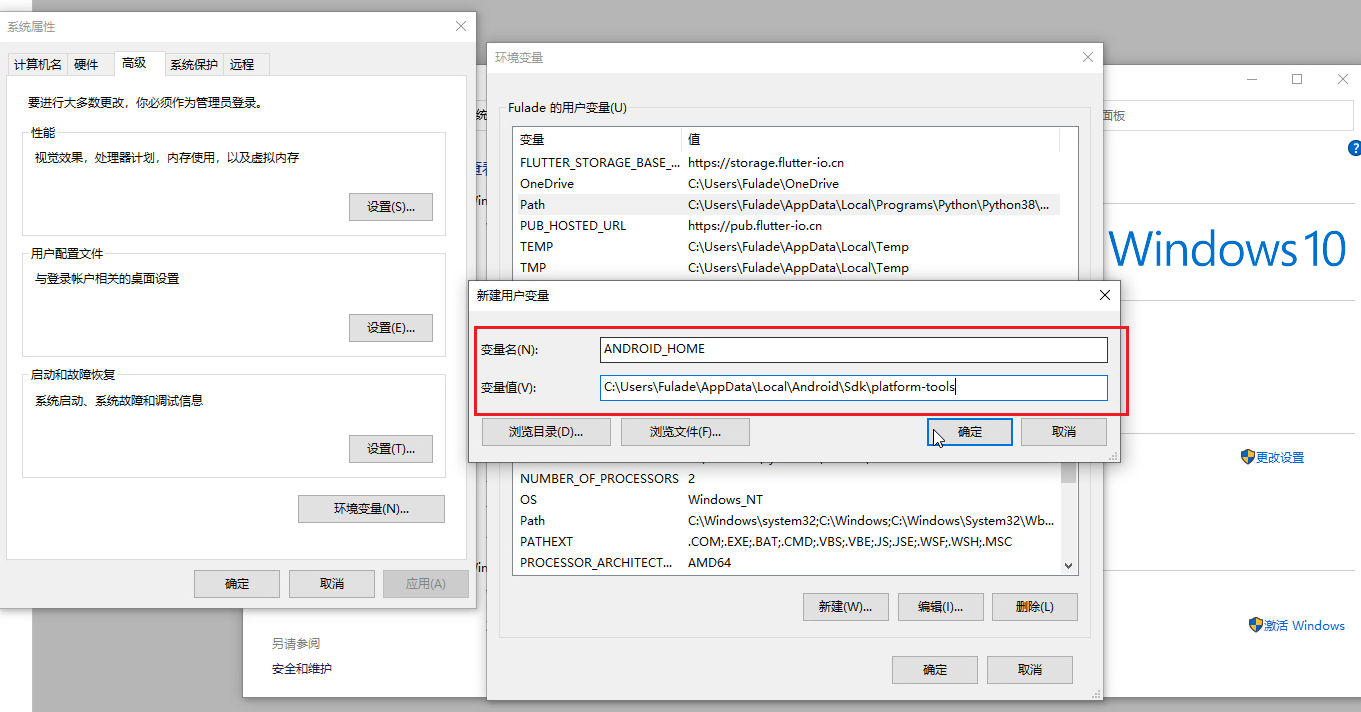 系统属性
计算机名 硬件 高级 系统保护 远程
要进行大多数更改，你必须作为管理员登录。
性能
视觉效果，处理器计划，内存使用，以及虚拟内存
设置(S)...
用户配置文件
与登录帐户相关的桌面设置
设置(E)...
启动和故障恢复
系统启动、系统故障和调试信息
设置(T)...
环境变量(N)...
确定 取消 应用(A)
环境变量
Fulade 的用户变量(U)
变量 值
FLUTTER_STORAGE_BASE_... https://storage.flutter-io.cn
OneDrive C:\Users\Fulade\OneDrive
Path C:\Users\Fulade\AppData\Local\Programs\Python\Python38\...
PUB_HOSTED_URL https://pub.flutter-io.cn
TEMP C:\Users\Fulade\AppData\Local\Temp
TMP C:\Users\Fulade\AppData\Local\Temp
新建用户变量
变量名(N): ANDROID_HOME
变量值(V): C:\Users\Fulade\AppData\Local\Android\Sdk\platform-tools
浏览目录(D)... 浏览文件(F)... 确定 取消
NUMBER_OF_PROCESSORS 2
OS Windows_NT
Path C:\Windows\system32;C:\Windows;C:\Windows\System32\Wb...
PATHEXT .COM;.EXE;.BAT;.CMD;.VBS;.VBE;.JS;.JSE;.WSF;.WSH;.MSC
PROCESSOR_ARCHITECT... AMD64
新建(W)... 编辑(I)... 删除(L)
确定 取消
面板
?
Windows 10
更改设置
激活 Windows
另请参阅
安全和维护